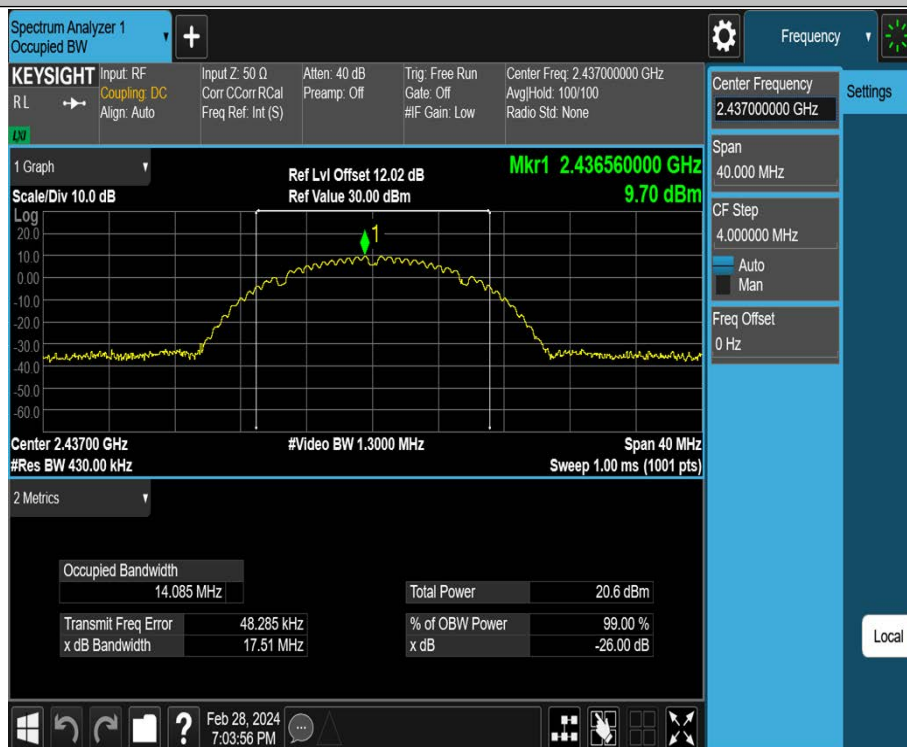 Spectrum Analyzer 1
Occupied BW
+
Frequency
KEYSIGHT
RL
LXI
Input: RF
Coupling: DC
Align: Auto
Input Z: 50 Ω
Corr CCorr RCal
Freq Ref: Int (S)
Atten: 40 dB
Preamp: Off
Trig: Free Run
Gate: Off
#IF Gain: Low
Center Freq: 2.437000000 GHz
Avg|Hold: 100/100
Radio Std: None
Center Frequency
2.437000000 GHz
Settings
Span
40.000 MHz
CF Step
4.000000 MHz
Auto
Man
Freq Offset
0 Hz
1 Graph
Scale/Div 10.0 dB
Ref Lvl Offset 12.02 dB
Ref Value 30.00 dBm
Mkr1 2.436560000 GHz
9.70 dBm
Log
1
20.0
10.0
0.00
-10.0
-20.0
-30.0
-40.0
-50.0
-60.0
Center 2.43700 GHz
#Res BW 430.00 kHz
#Video BW 1.3000 MHz
Span 40 MHz
Sweep 1.00 ms (1001 pts)
2 Metrics
Occupied Bandwidth
14.085 MHz
Total Power 20.6 dBm
Transmit Freq Error 48.285 kHz
% of OBW Power 99.00 %
x dB Bandwidth 17.51 MHz
x dB -26.00 dB
Local
?
Feb 28, 2024
7:03:56 PM